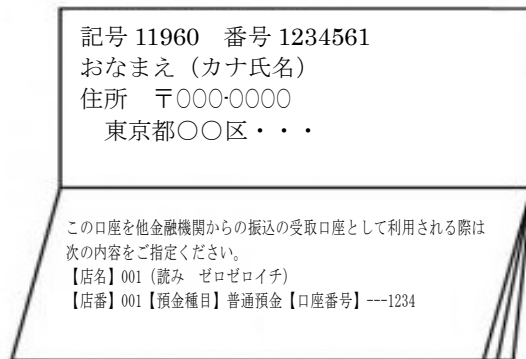 記号 11960　番号 1234561
おなまえ（カナ氏名）
住所　〒○○○-○○○○
東京都○○区・・・
この口座を他金融機関からの振込の受取口座として利用される際は
次の内容をご指定ください。
【店名】001（読み　ゼロゼロイチ）
【店番】001【預金種目】普通預金【口座番号】---1234